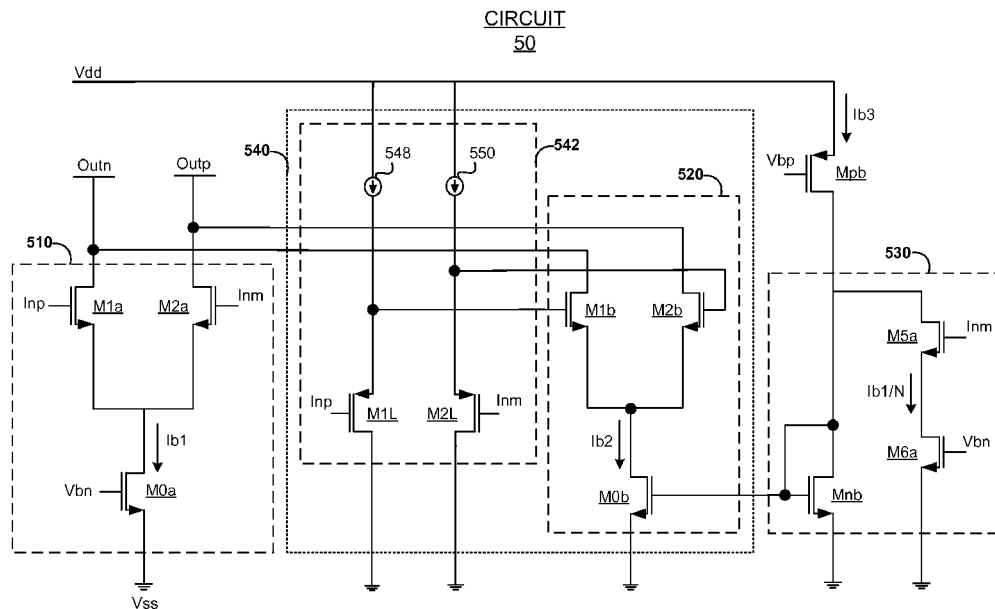 CIRCUIT
50
Vdd
Ib3
540
548
550
542
Outn
Outp
Vbp
Mpb
520
510
530
Inp
M1a
M2a
Inm
M1b
M2b
M5a
Inm
Inp
M1L
M2L
Inm
Ib1/N
Ib1
Ib2
M6a
Vbn
Vbn
M0a
M0b
Mnb
Vss